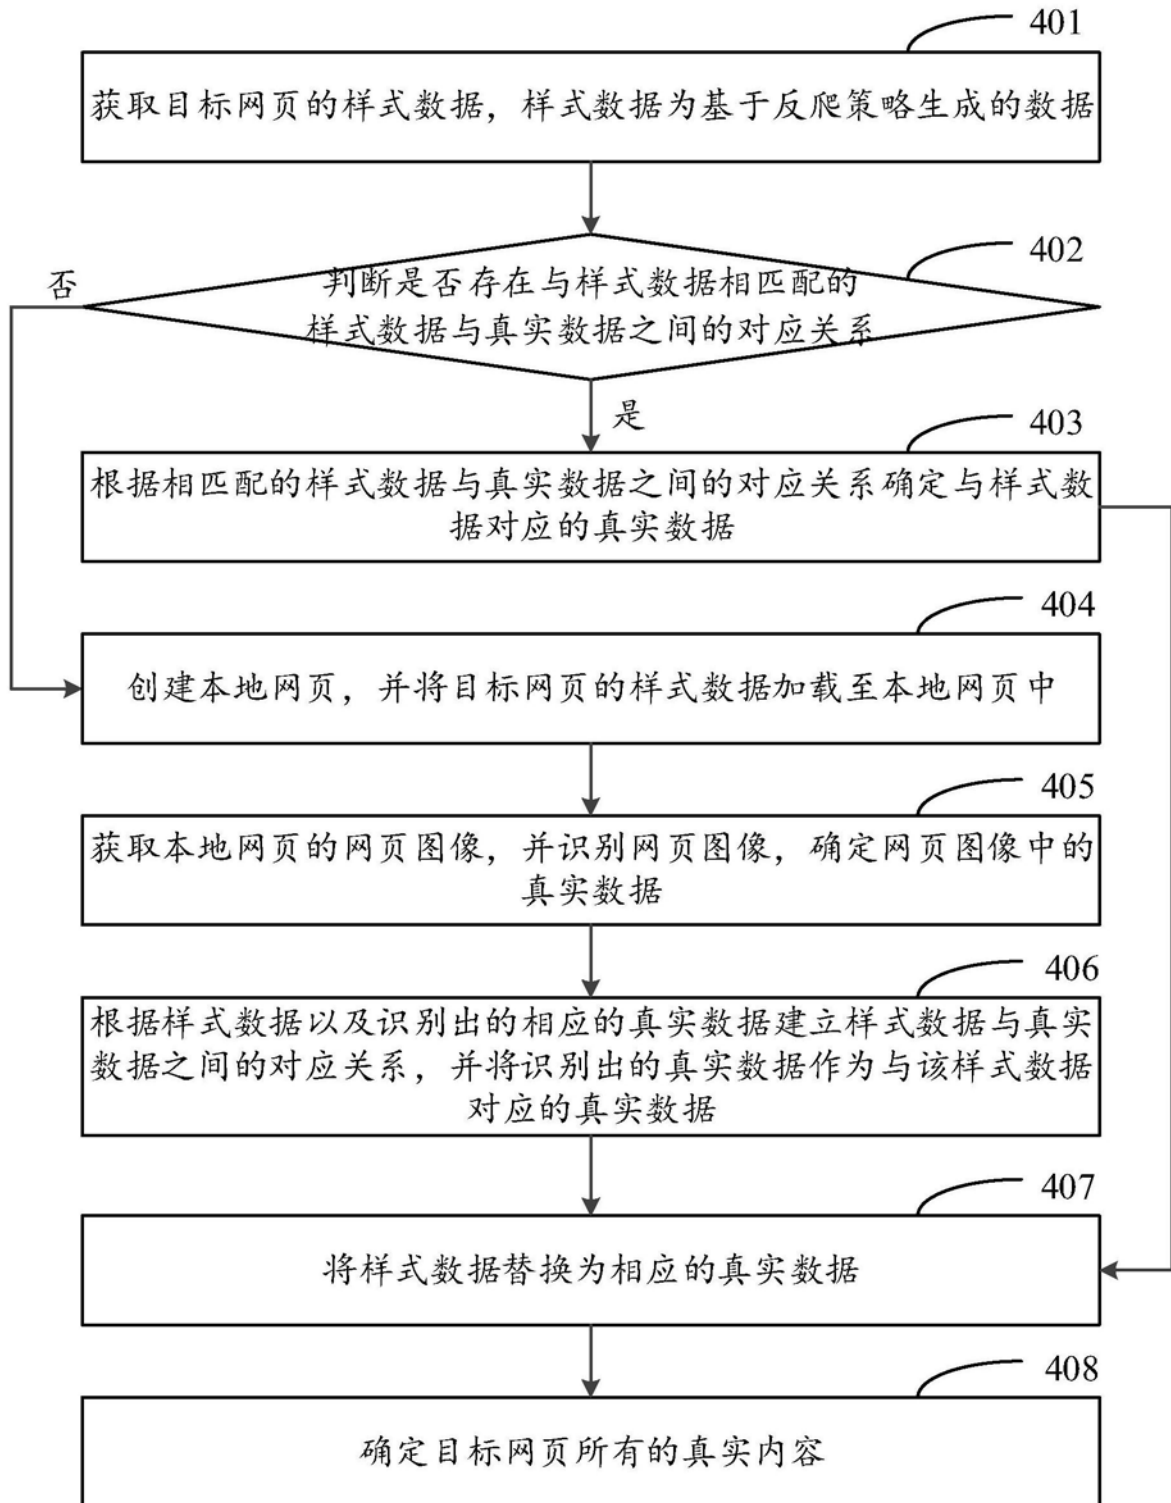 401
获取目标网页的样式数据，样式数据为基于反爬策略生成的数据
402
否
判断是否存在与样式数据相匹配的
样式数据与真实数据之间的对应关系
是
403
根据相匹配的样式数据与真实数据之间的对应关系确定与样式数
据对应的真实数据
404
创建本地网页，并将目标网页的样式数据加载至本地网页中
405
获取本地网页的网页图像，并识别网页图像，确定网页图像中的
真实数据
406
根据样式数据以及识别出的相应的真实数据建立样式数据与真实
数据之间的对应关系，并将识别出的真实数据作为与该样式数据
对应的真实数据
407
将样式数据替换为相应的真实数据
408
确定目标网页所有的真实内容